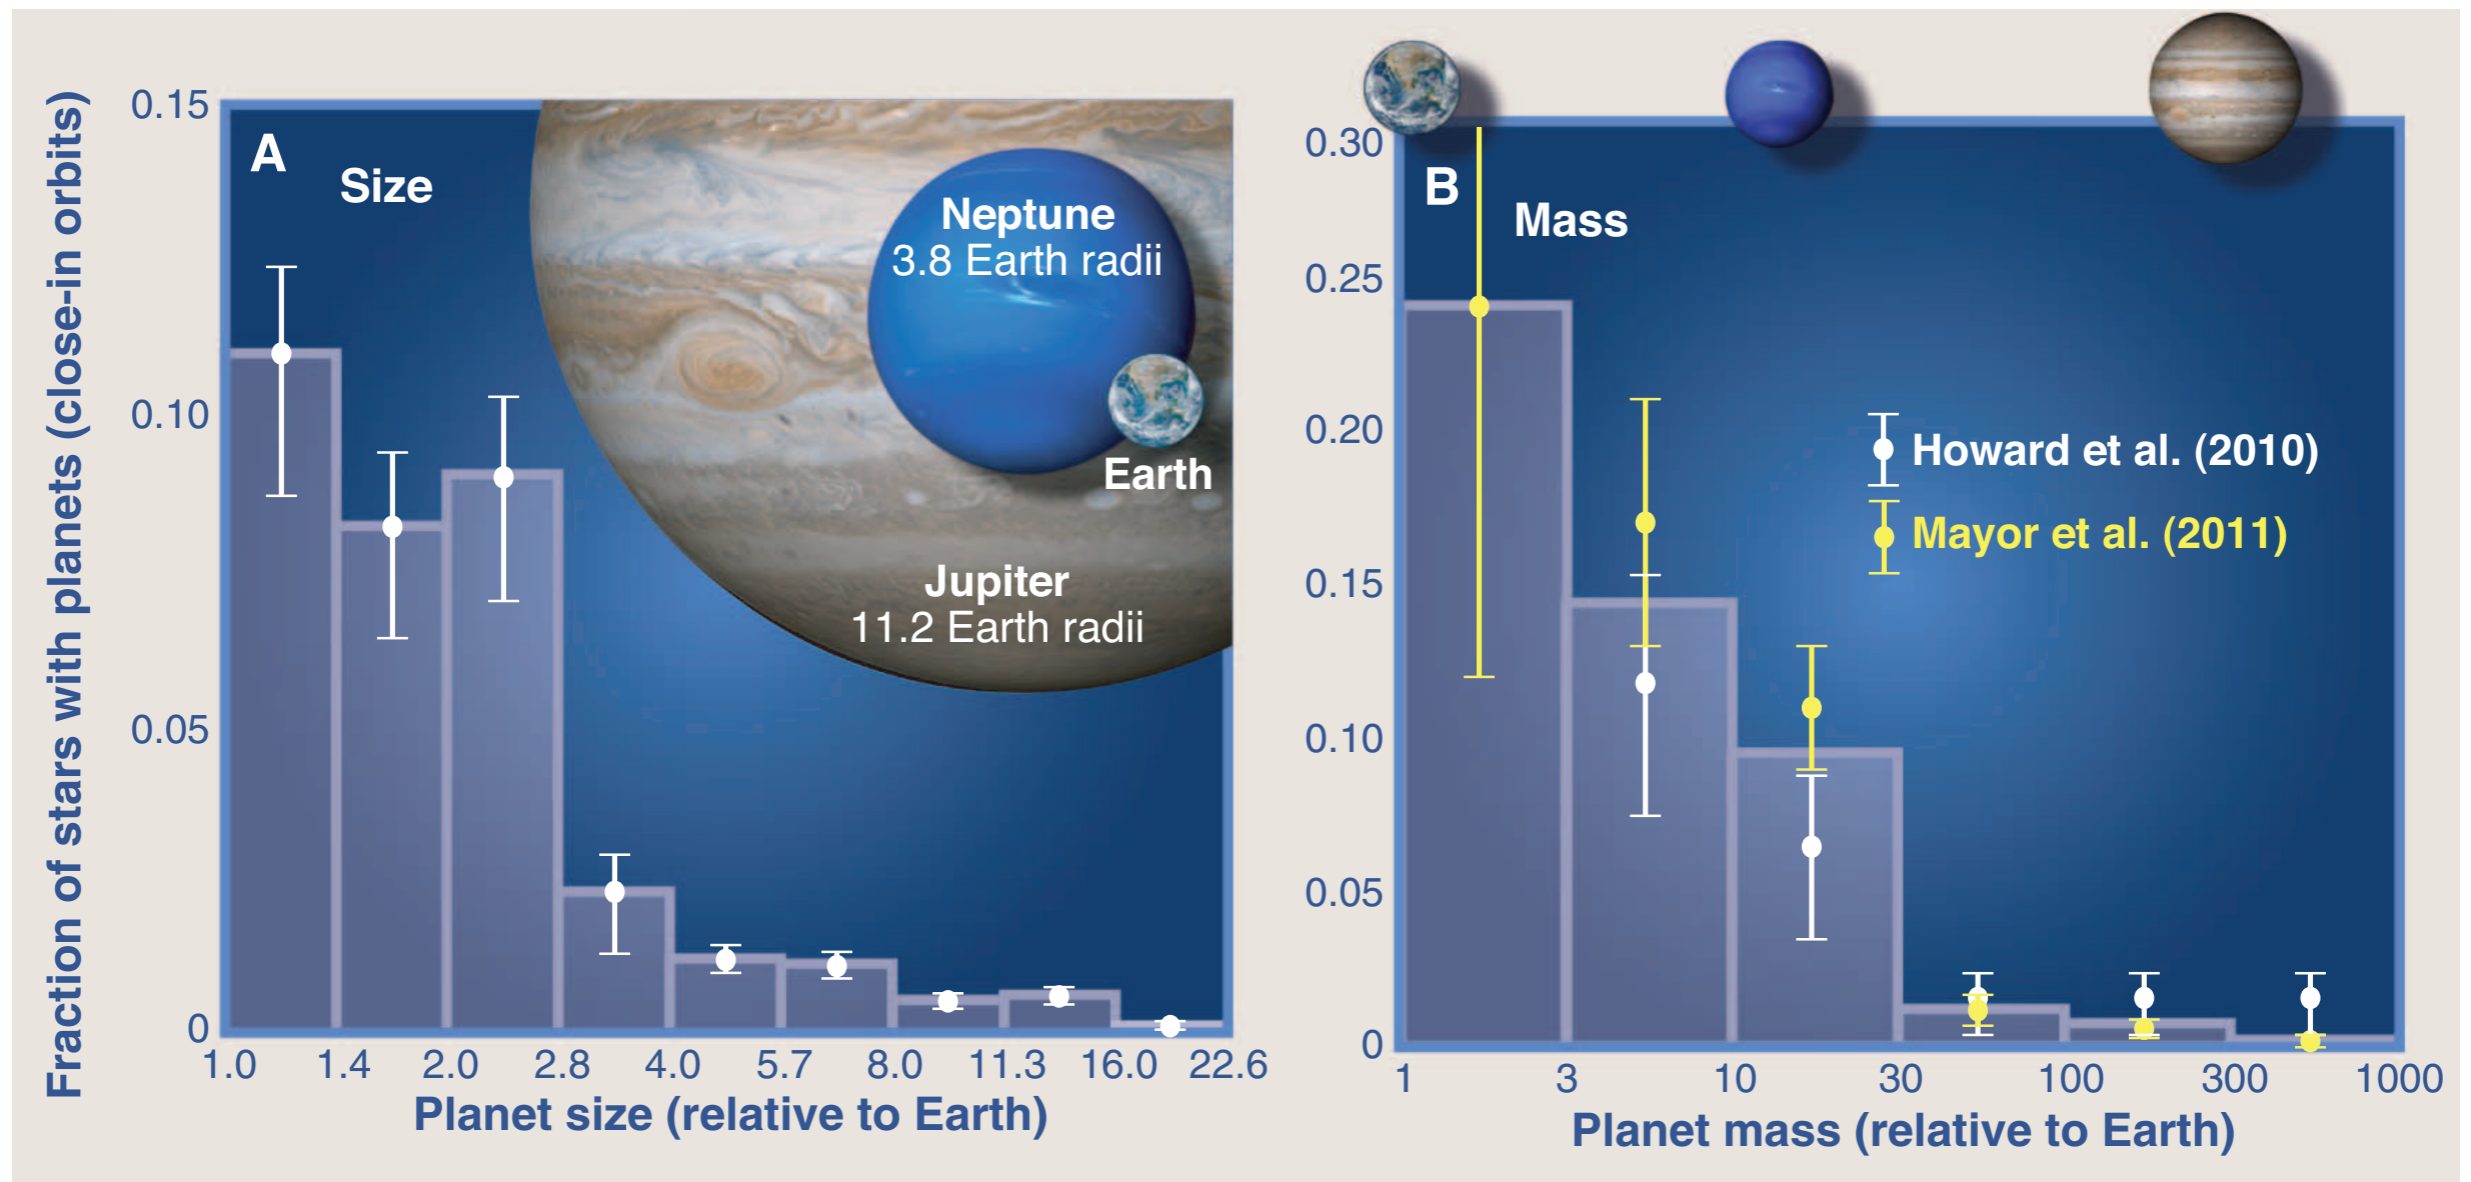 Fraction of stars with planets (close-in orbits)
0.15
0.10
0.05
0
A
Size
Neptune
3.8 Earth radii
Earth
Jupiter
11.2 Earth radii
1.0 1.4 2.0 2.8 4.0 5.7 8.0 11.3 16.0 22.6
Planet size (relative to Earth)
0.30
0.25
0.20
0.15
0.10
0.05
0
B
Mass
Howard et al. (2010)
Mayor et al. (2011)
1 3 10 30 100 300 1000
Planet mass (relative to Earth)